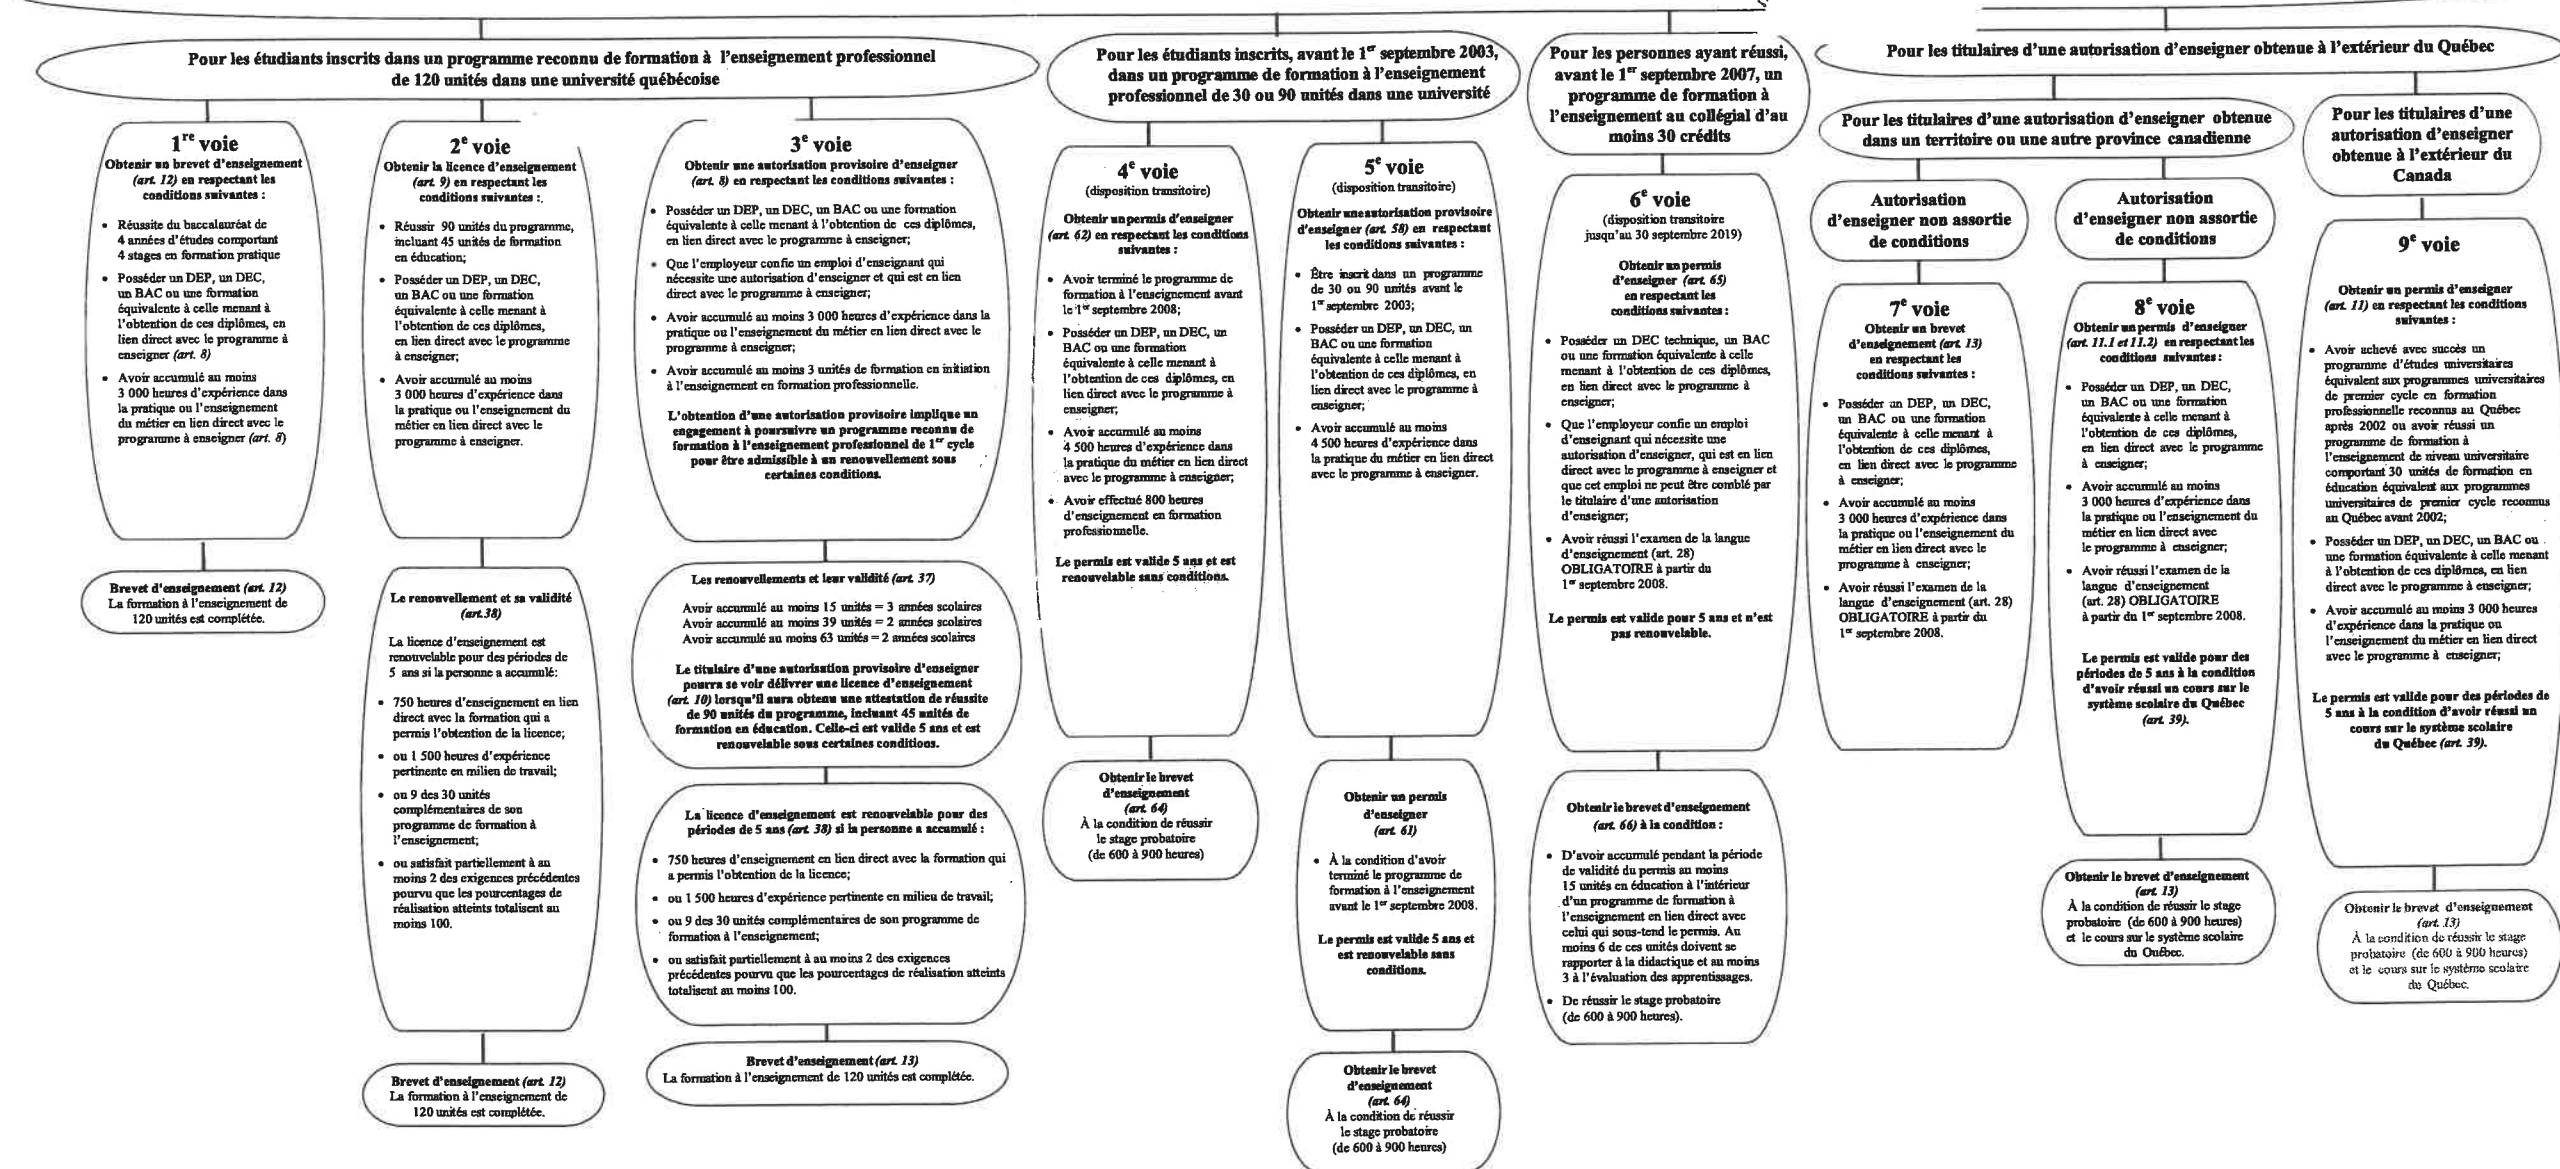 Pour les étudiants inscrits dans un programme reconnu de formation à l'enseignement professionnel
de 120 unités dans une université québécoise
1re voie
Obtenir un brevet d'enseignement
(art. 12) en respectant les
conditions suivantes :
• Réussite du baccalauréat de
4 années d'études comportant
4 stages en formation pratique
• Posséder un DEP, un DEC,
un BAC ou une formation
équivalente à celle menant à
l'obtention de ces diplômes, en
lien direct avec le programme à
enseigner (art. 8)
• Avoir accumulé au moins
3 000 heures d'expérience dans
la pratique ou l'enseignement
du métier en lien direct avec le
programme à enseigner (art. 8)
Brevet d'enseignement (art. 12)
La formation à l'enseignement de
120 unités est complétée.
2e voie
Obtenir la licence d'enseignement
(art. 9) en respectant les
conditions suivantes :
• Réussir 90 unités du programme,
incluant 45 unités de formation
en éducation;
• Posséder un DEP, un DEC,
un BAC ou une formation
équivalente à celle menant à
l'obtention de ces diplômes,
en lien direct avec le programme
à enseigner;
• Avoir accumulé au moins
3 000 heures d'expérience dans
la pratique ou l'enseignement du
métier en lien direct avec le
programme à enseigner.
Le renouvellement et sa validité
(art.38)
La licence d'enseignement est
renouvelable pour des périodes de
5 ans si la personne a accumulé:
• 750 heures d'enseignement en lien
direct avec la formation qui a
permis l'obtention de la licence;
• ou 1 500 heures d'expérience
pertinente en milieu de travail;
• ou 9 des 30 unités
complémentaires de son
programme de formation à
l'enseignement;
• ou satisfait partiellement à au
moins 2 des exigences précédentes
pourvu que les pourcentages de
réalisation atteints totalisent au
moins 100.
Brevet d'enseignement (art. 12)
La formation à l'enseignement de
120 unités est complétée.
3e voie
Obtenir une autorisation provisoire d'enseigner
(art. 8) en respectant les conditions suivantes :
• Posséder un DEP, un DEC, un BAC ou une formation
équivalente à celle menant à l'obtention de ces diplômes,
en lien direct avec le programme à enseigner;
• Que l'employeur confie un emploi d'enseignant qui
nécessite une autorisation d'enseigner et qui est en lien
direct avec le programme à enseigner;
• Avoir accumulé au moins 3 000 heures d'expérience dans la
pratique ou l'enseignement du métier en lien direct avec le
programme à enseigner;
• Avoir accumulé au moins 3 unités de formation en initiation
à l'enseignement en formation professionnelle.
L'obtention d'une autorisation provisoire implique un
engagement à poursuivre un programme reconnu de
formation à l'enseignement professionnel de 1er cycle
pour être admissible à un renouvellement sous
certaines conditions.
Les renouvellements et leur validité (art. 37)
Avoir accumulé au moins 15 unités = 3 années scolaires
Avoir accumulé au moins 39 unités = 2 années scolaires
Avoir accumulé au moins 63 unités = 2 années scolaires
Le titulaire d'une autorisation provisoire d'enseigner
pourra se voir délivrer une licence d'enseignement
(art. 10) lorsqu'il aura obtenu une attestation de réussite
de 90 unités du programme, incluant 45 unités de
formation en éducation. Celle-ci est valide 5 ans et est
renouvelable sous certaines conditions.
La licence d'enseignement est renouvelable pour des
périodes de 5 ans (art. 38) si la personne a accumulé :
• 750 heures d'enseignement en lien direct avec la formation qui
a permis l'obtention de la licence;
• ou 1 500 heures d'expérience pertinente en milieu de travail;
• ou 9 des 30 unités complémentaires de son programme de
formation à l'enseignement;
• ou satisfait partiellement à au moins 2 des exigences
précédentes pourvu que les pourcentages de réalisation atteints
totalisent au moins 100.
Brevet d'enseignement (art. 13)
La formation à l'enseignement de 120 unités est complétée.
Pour les étudiants inscrits, avant le 1er septembre 2003,
dans un programme de formation à l'enseignement
professionnel de 30 ou 90 unités dans une université
4e voie
(disposition transitoire)
Obtenir un permis d'enseigner
(art. 62) en respectant les conditions
suivantes :
• Avoir terminé le programme de
formation à l'enseignement avant
le 1er septembre 2008;
• Posséder un DEP, un DEC, un
BAC ou une formation
équivalente à celle menant à
l'obtention de ces diplômes, en
lien direct avec le programme à
enseigner;
• Avoir accumulé au moins
4 500 heures d'expérience dans
la pratique du métier en lien direct
avec le programme à enseigner;
• Avoir effectué 800 heures
d'enseignement en formation
professionnelle.
Le permis est valide 5 ans et est
renouvelable sans conditions.
Obtenir le brevet
d'enseignement
(art. 64)
À la condition de réussir
le stage probatoire
(de 600 à 900 heures)
5e voie
(disposition transitoire)
Obtenir une autorisation provisoire
d'enseigner (art. 58) en respectant
les conditions suivantes :
• Être inscrit dans un programme
de 30 ou 90 unités avant le
1er septembre 2003;
• Posséder un DEP, un DEC, un
BAC ou une formation
équivalente à celle menant à
l'obtention de ces diplômes, en
lien direct avec le programme à
enseigner;
• Avoir accumulé au moins
4 500 heures d'expérience dans
la pratique du métier en lien direct
avec le programme à enseigner.
Obtenir un permis
d'enseigner
(art. 61)
• À la condition d'avoir
terminé le programme de
formation à l'enseignement
avant le 1er septembre 2008.
Le permis est valide 5 ans et
est renouvelable sans
conditions.
Obtenir le brevet
d'enseignement
(art. 64)
À la condition de réussir
le stage probatoire
(de 600 à 900 heures)
Pour les personnes ayant réussi,
avant le 1er septembre 2007, un
programme de formation à
l'enseignement au collégial d'au
moins 30 crédits
6e voie
(disposition transitoire
jusqu'au 30 septembre 2019)
Obtenir un permis
d'enseigner (art. 65)
en respectant les
conditions suivantes :
• Posséder un DEC technique, un BAC
ou une formation équivalente à celle
menant à l'obtention de ces diplômes,
en lien direct avec le programme à
enseigner;
• Que l'employeur confie un emploi
d'enseignant qui nécessite une
autorisation d'enseigner, qui est en lien
direct avec le programme à enseigner et
que cet emploi ne peut être comblé par
le titulaire d'une autorisation
d'enseigner;
• Avoir réussi l'examen de la langue
d'enseignement (art. 28)
OBLIGATOIRE à partir du
1er septembre 2008.
Le permis est valide pour 5 ans et n'est
pas renouvelable.
Obtenir le brevet d'enseignement
(art. 66) à la condition :
• D'avoir accumulé pendant la période
de validité du permis au moins
15 unités en éducation à l'intérieur
d'un programme de formation à
l'enseignement en lien direct avec
celui qui sous-tend le permis. Au
moins 6 de ces unités doivent se
rapporter à la didactique et au moins
3 à l'évaluation des apprentissages.
• De réussir le stage probatoire
(de 600 à 900 heures).
Pour les titulaires d'une autorisation d'enseigner obtenue à l'extérieur du Québec
Pour les titulaires d'une autorisation d'enseigner obtenue
dans un territoire ou une autre province canadienne
Autorisation
d'enseigner non assortie
de conditions
7e voie
Obtenir un brevet
d'enseignement (art. 13)
en respectant les
conditions suivantes :
• Posséder un DEP, un DEC,
un BAC ou une formation
équivalente à celle menant à
l'obtention de ces diplômes,
en lien direct avec le programme
à enseigner;
• Avoir accumulé au moins
3 000 heures d'expérience dans
la pratique ou l'enseignement du
métier en lien direct avec le
programme à enseigner;
• Avoir réussi l'examen de la
langue d'enseignement (art. 28)
OBLIGATOIRE à partir du
1er septembre 2008.
Autorisation
d'enseigner non assortie
de conditions
8e voie
Obtenir un permis d'enseigner
(art. 11.1 et 11.2) en respectant les
conditions suivantes :
• Posséder un DEP, un DEC,
un BAC ou une formation
équivalente à celle menant à
l'obtention de ces diplômes,
en lien direct avec le programme
à enseigner;
• Avoir accumulé au moins
3 000 heures d'expérience dans
la pratique ou l'enseignement du
métier en lien direct avec
le programme à enseigner;
• Avoir réussi l'examen de la
langue d'enseignement
(art. 28) OBLIGATOIRE
à partir du 1er septembre 2008.
Le permis est valide pour des
périodes de 5 ans à la condition
d'avoir réussi un cours sur le
système scolaire du Québec
(art. 39).
Obtenir le brevet d'enseignement
(art. 13)
À la condition de réussir le stage
probatoire (de 600 à 900 heures)
et le cours sur le système scolaire
du Québec.
Pour les titulaires d'une
autorisation d'enseigner
obtenue à l'extérieur du
Canada
9e voie
Obtenir un permis d'enseigner
(art. 11) en respectant les conditions
suivantes :
• Avoir achevé avec succès un
programme d'études universitaires
équivalent aux programmes universitaires
de premier cycle en formation
professionnelle reconnus au Québec
après 2002 ou avoir réussi un
programme de formation à
l'enseignement de niveau universitaire
comportant 30 unités de formation en
éducation équivalent aux programmes
universitaires de premier cycle reconnus
au Québec avant 2002;
• Posséder un DEP, un DEC, un BAC ou
une formation équivalente à celle menant
à l'obtention de ces diplômes, en lien
direct avec le programme à enseigner;
• Avoir accumulé au moins 3 000 heures
d'expérience dans la pratique ou
l'enseignement du métier en lien direct
avec le programme à enseigner;
Le permis est valide pour des périodes de
5 ans à la condition d'avoir réussi un
cours sur le système scolaire
du Québec (art. 39).
Obtenir le brevet d'enseignement
(art. 13)
À la condition de réussir le stage
probatoire (de 600 à 900 heures)
et le cours sur le système scolaire
du Québec.